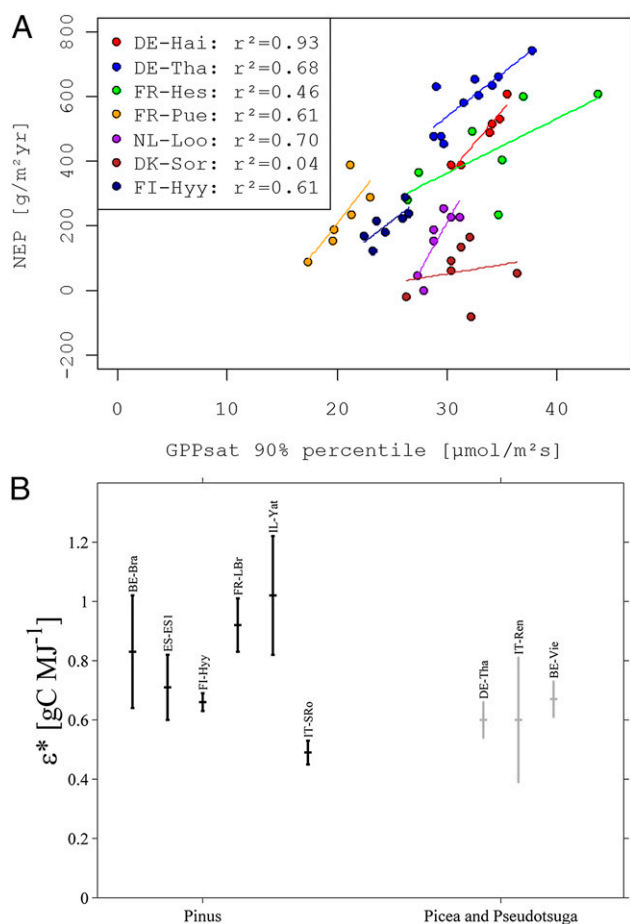 A
DE-Hai: r²=0.93
DE-Tha: r²=0.68
FR-Hes: r²=0.46
FR-Pue: r²=0.61
NL-Loo: r²=0.70
DK-Sor: r²=0.04
FI-Hyy: r²=0.61
NEP [g/m²yr]
800
600
400
200
0
-200
0 10 20 30 40
GPPsat 90% percentile [µmol/m²s]
B
ε* [gC MJ⁻¹]
1.2
1
0.8
0.6
0.4
0.2
0
BE-Bra
ES-ES1
FI-Hyy
FR-LBr
IL-Yat
IT-SRo
DE-Tha
IT-Ren
BE-Vie
Pinus Picea and Pseudotsuga